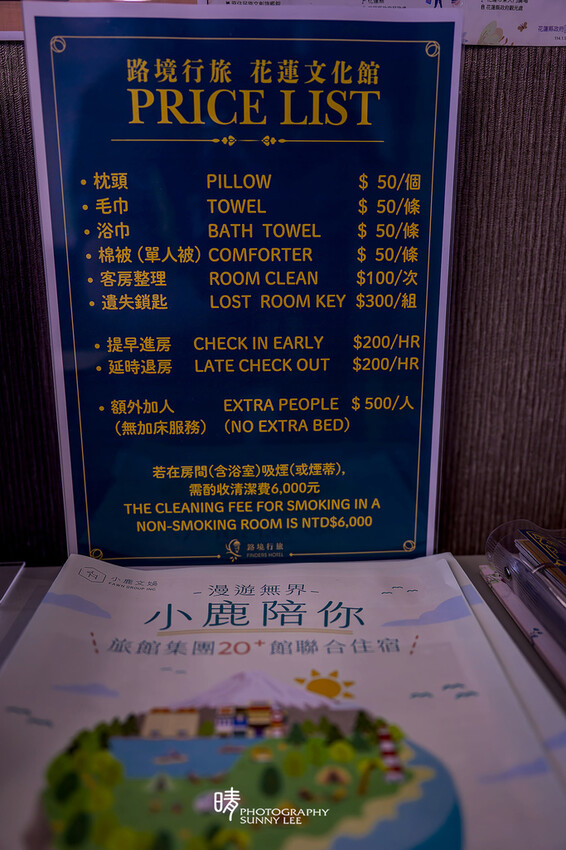 路境行旅 花蓮文化館
PRICE LIST
• 枕頭 PILLOW $ 50/個
• 毛巾 TOWEL $ 50/條
• 浴巾 BATH TOWEL $ 50/條
• 棉被（單人被） COMFORTER $ 50/條
• 客房整理 ROOM CLEAN $100/次
• 遺失鎖匙 LOST ROOM KEY $300/組
• 提早進房 CHECK IN EARLY $200/HR
• 延時退房 LATE CHECK OUT $200/HR
• 額外加人 EXTRA PEOPLE $ 500/人
（無加床服務） (NO EXTRA BED)
若在房間(含浴室)吸煙(或煙蒂)，
需酌收清潔費6,000元
THE CLEANING FEE FOR SMOKING IN A
NON-SMOKING ROOM IS NTD$6,000
路境行旅
FINDERS HOTEL
小鹿文娛
漫遊無界
小鹿陪你
旅館集團20+館聯合住宿
晴 PHOTOGRAPHY
SUNNY LEE